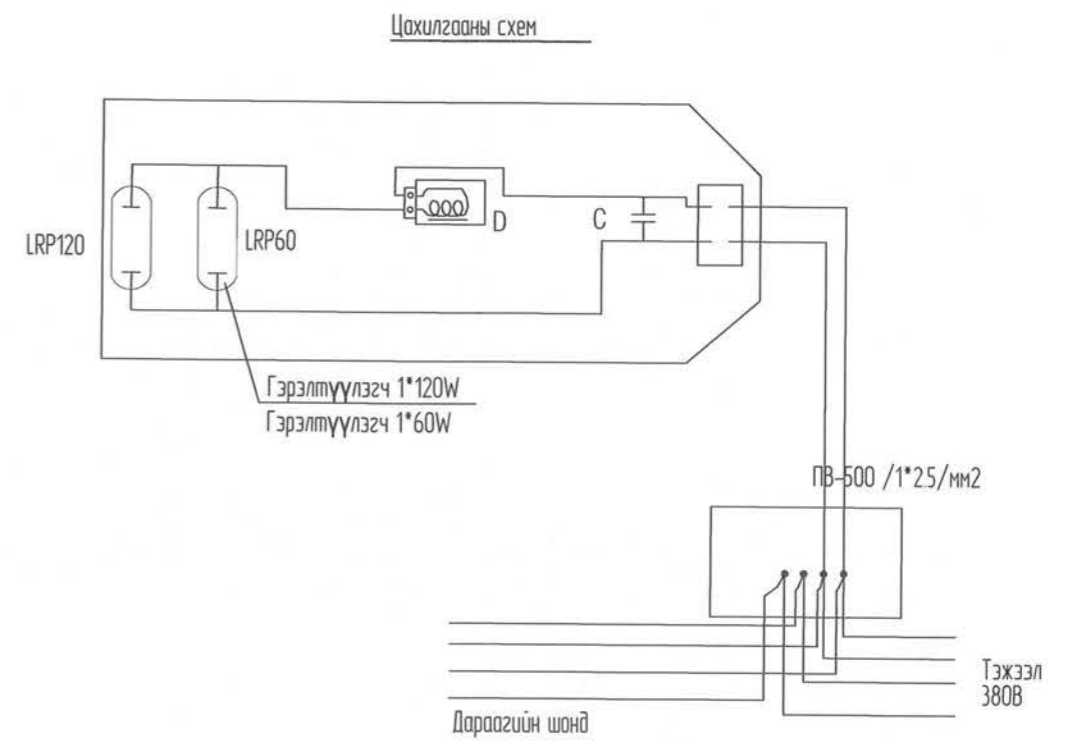 Цахилгааны схем
LRP120
LRP60
D
C
Гэрэлтүүлэгч 1*120W
Гэрэлтүүлэгч 1*60W
ПВ-500 /1*2.5/мм2
Тэжээл
380В
Дараагийн шонд